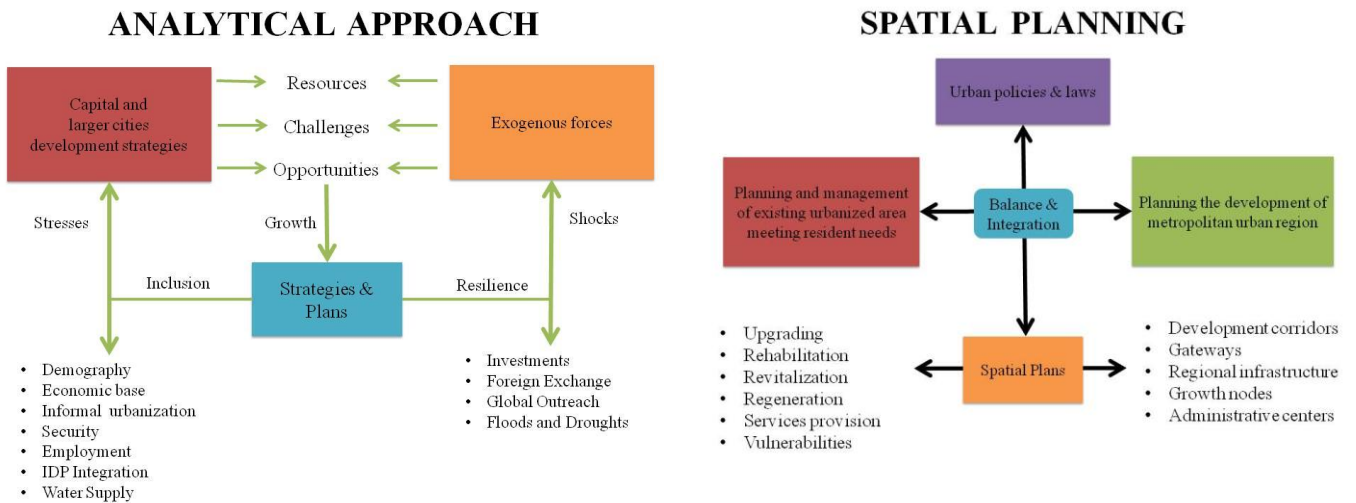 ANALYTICAL APPROACH
Capital and
larger cities
development strategies
Resources
Challenges
Opportunities
Exogenous forces
Stresses
Growth
Shocks
Inclusion
Strategies &
Plans
Resilience
• Demography
• Economic base
• Informal urbanization
• Security
• Employment
• IDP Integration
• Water Supply
• Investments
• Foreign Exchange
• Global Outreach
• Floods and Droughts
SPATIAL PLANNING
Urban policies & laws
Planning and management
of existing urbanized area
meeting resident needs
Balance &
Integration
Planning the development of
metropolitan urban region
• Upgrading
• Rehabilitation
• Revitalization
• Regeneration
• Services provision
• Vulnerabilities
Spatial Plans
• Development corridors
• Gateways
• Regional infrastructure
• Growth nodes
• Administrative centers